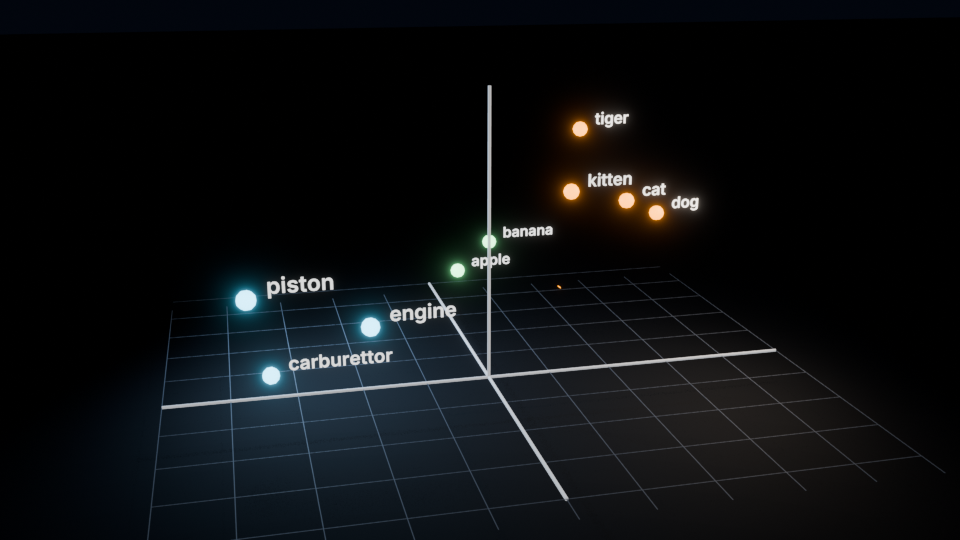 tiger
kitten
cat
dog
banana
apple
piston
engine
carburettor